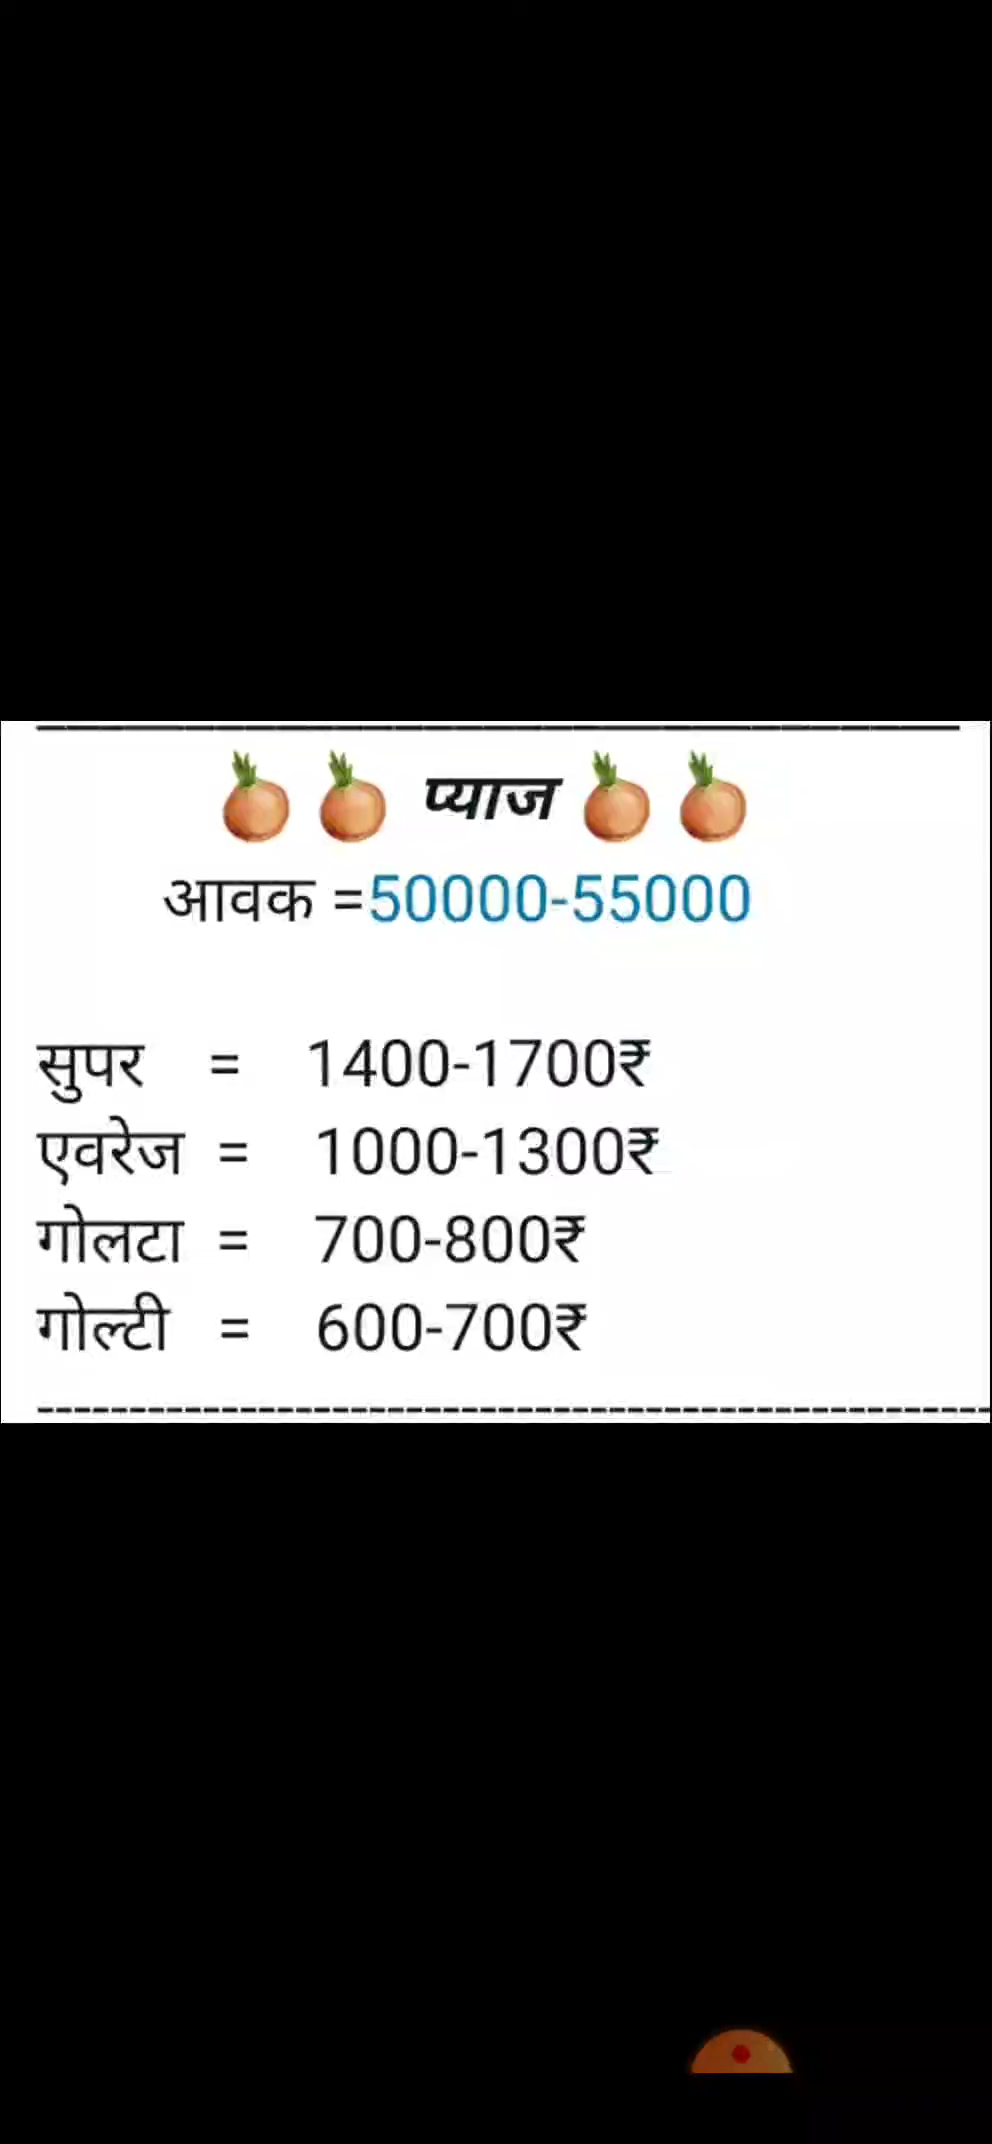 प्याज
आवक =50000-55000
सुपर = 1400-1700₹
एवरेज = 1000-1300₹
गोलटा = 700-800₹
गोल्टी = 600-700₹